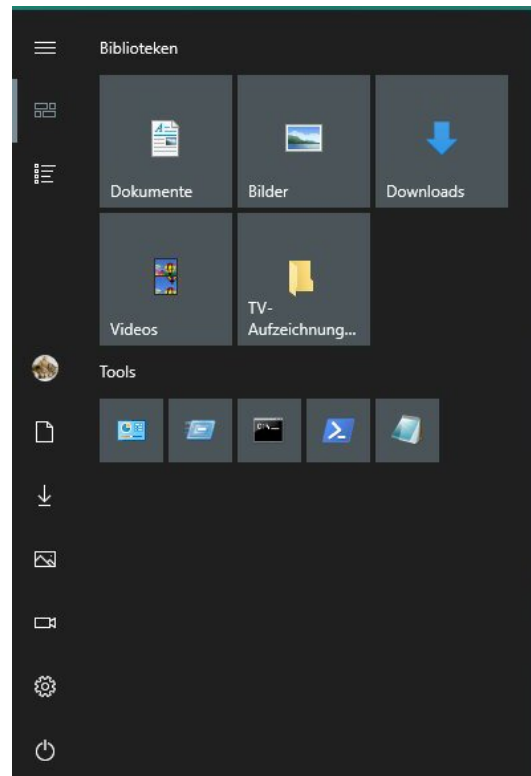 Biblioteken
Dokumente
Bilder
Downloads
Videos
TV-
Aufzeichnung...
Tools